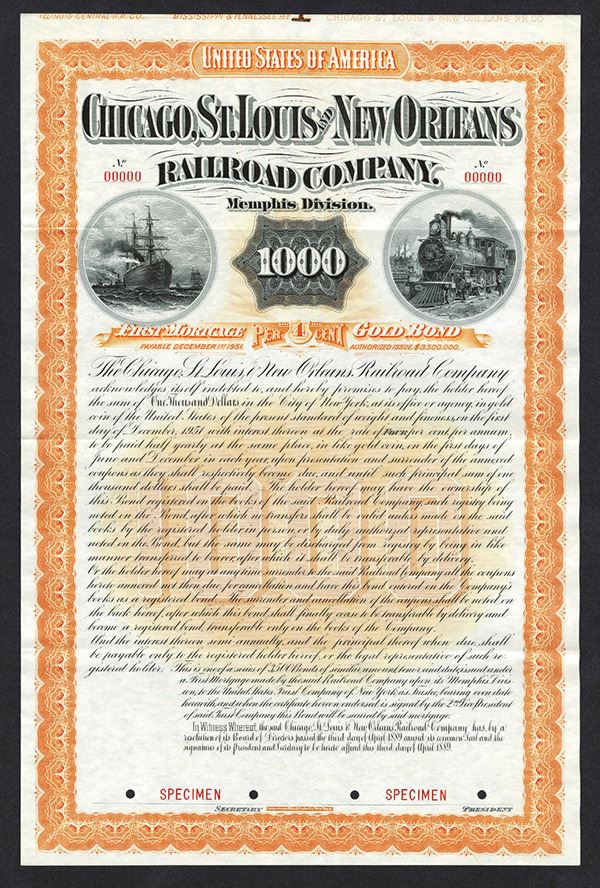 ILLINOIS CENTRAL R.R. CO. MISSISSIPPI & TENNESSEE CHICAGO ST LOUIS & NEW ORLEANS RR CO
UNITED STATES OF AMERICA
CHICAGO, ST. LOUIS AND NEW ORLEANS
No RAILROAD COMPANY. No
00000 00000
Memphis Division.
1000
FIRST MORTGAGE PER 4 CENT GOLD BOND
PAYABLE DECEMBER 1ST 1951. AUTHORIZED ISSUE $3,500,000.
The Chicago, St. Louis & New Orleans Railroad Company
acknowledges itself indebted to, and hereby promises to pay, the holder hereof
the sum of One Thousand Dollars in the City of New York, at its office or agency, in gold
coin of the United States of the present standard of weight and fineness, on the first
day of December, 1951 with interest thereon at the rate of Four per cent per annum
to be paid half yearly at the same place, in like gold coin, on the first days of
June and December in each year, upon presentation and surrender of the annexed
coupons as they shall respectively become due, and until such principal sum of one
thousand dollars shall be paid. The holder hereof may have the ownership of
this Bond registered on the books of the said Railroad Company, such registry being
noted on the Bond, after which no transfer shall be valid unless made on the said
books by the registered holder in person or by duly authorized representative and
noted on the Bond, but the same may be discharged from registry by being in like
manner transferred to bearer, after which it shall be transferable by delivery.
Or the holder may at any time surrender to the said Railroad Company all the coupons
hereto annexed not then due, for cancellation and have this Bond entered on the Company's
books as a registered Bond, the surrender and cancellation of the coupons to be noted on
the back hereof, after which this Bond shall finally cease to be transferable by delivery and
become a registered bond, transferable only on the books of the Company.
And the interest thereon semi-annually, and the principal thereof when due, shall
be payable only to the registered holder hereof, or the legal representative of such re-
gistered holder. This is one of a series of 3,500 Bonds of similar amount, tenor and date issued under
a First Mortgage made by the said Railroad Company upon its Memphis Divis-
ion, to the United States Trust Company of New York as trustee, bearing even date
herewith, and when the certificate hereon endorsed is signed by the 2nd Vice President
of said Trust Company this Bond will be secured by said mortgage.
In Witness Whereof, the said Chicago, St. Louis & New Orleans Railroad Company has, by a
resolution of its Board of Directors passed the third day of April 1889 caused its common Seal and the
signatures of its President and Secretary to be hereto affixed this third day of April 1889.
SPECIMEN SPECIMEN
SECRETARY PRESIDENT